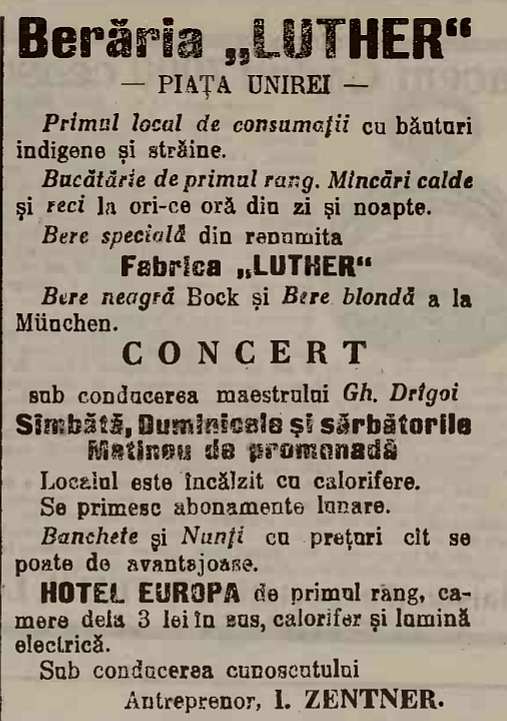 Berăria „LUTHER“
— PIAȚA UNIREI —
Primul local de consumații cu băuturi
indigene și străine.
Bucătărie de primul rang. Mîncări calde
și reci la ori-ce oră din zi și noapte.
Bere specială din renumita
Fabrica „LUTHER“
Bere neagră Bock și Bere blondă a la
München.
CONCERT
sub conducerea maestrului Gh. Drigoi
Sîmbătă, Duminicele și sărbătorile
Matineu de promenadă
Localul este încălzit cu calorifere.
Se primesc abonamente lunare.
Banchete și Nunți cu prețuri cît se
poate de avantajoase.
HOTEL EUROPA de primul rang, ca-
mere dela 3 lei în sus, calorifer și lumină
electrică.
Sub conducerea cunoscutului
Antreprenor, I. ZENTNER.